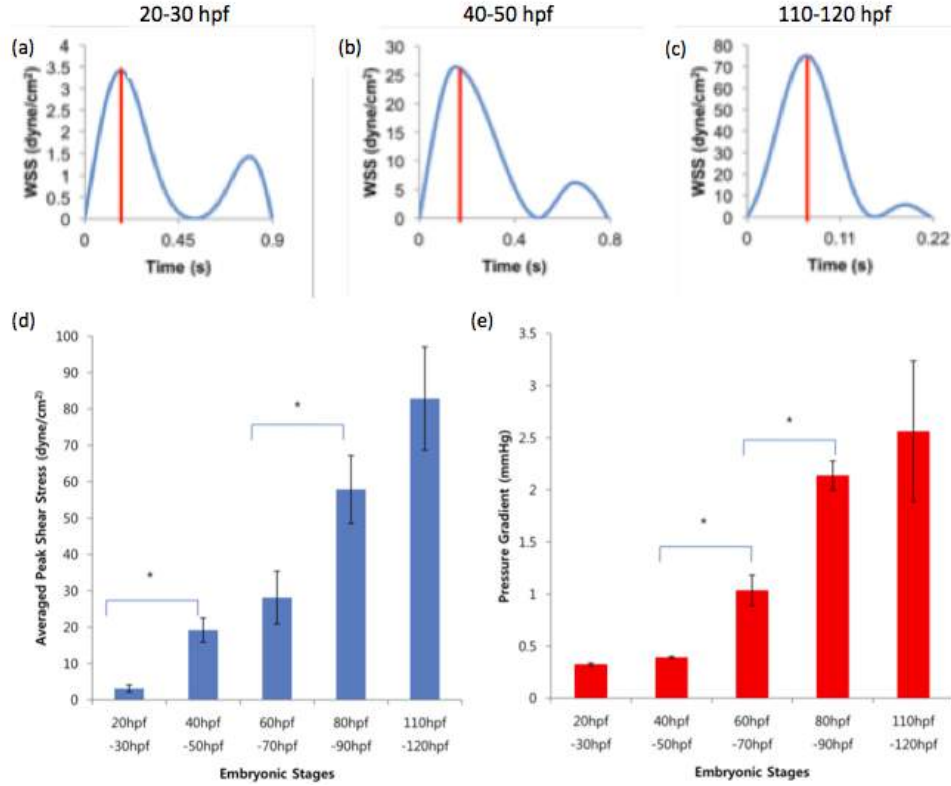 20-30 hpf
40-50 hpf
110-120 hpf
(a)
WSS (dyne/cm²)
4
3.5
3
2.5
2
1.5
1
0.5
0
0
0.45
0.9
Time (s)
(b)
WSS (dyne/cm²)
30
25
20
15
10
5
0
0
0.4
0.8
Time (s)
(c)
WSS (dyne/cm²)
80
70
60
50
40
30
20
10
0
0
0.11
0.22
Time (s)
(d)
Averaged Peak Shear Stress (dyne/cm²)
100
90
80
70
60
50
40
30
20
10
0
*
*
20hpf 40hpf 60hpf 80hpf 110hpf
-30hpf -50hpf -70hpf -90hpf -120hpf
Embryonic Stages
(e)
Pressure Gradient (mmHg)
3.5
3
2.5
2
1.5
1
0.5
0
*
*
20hpf 40hpf 60hpf 80hpf 110hpf
-30hpf -50hpf -70hpf -90hpf -120hpf
Embryonic Stages